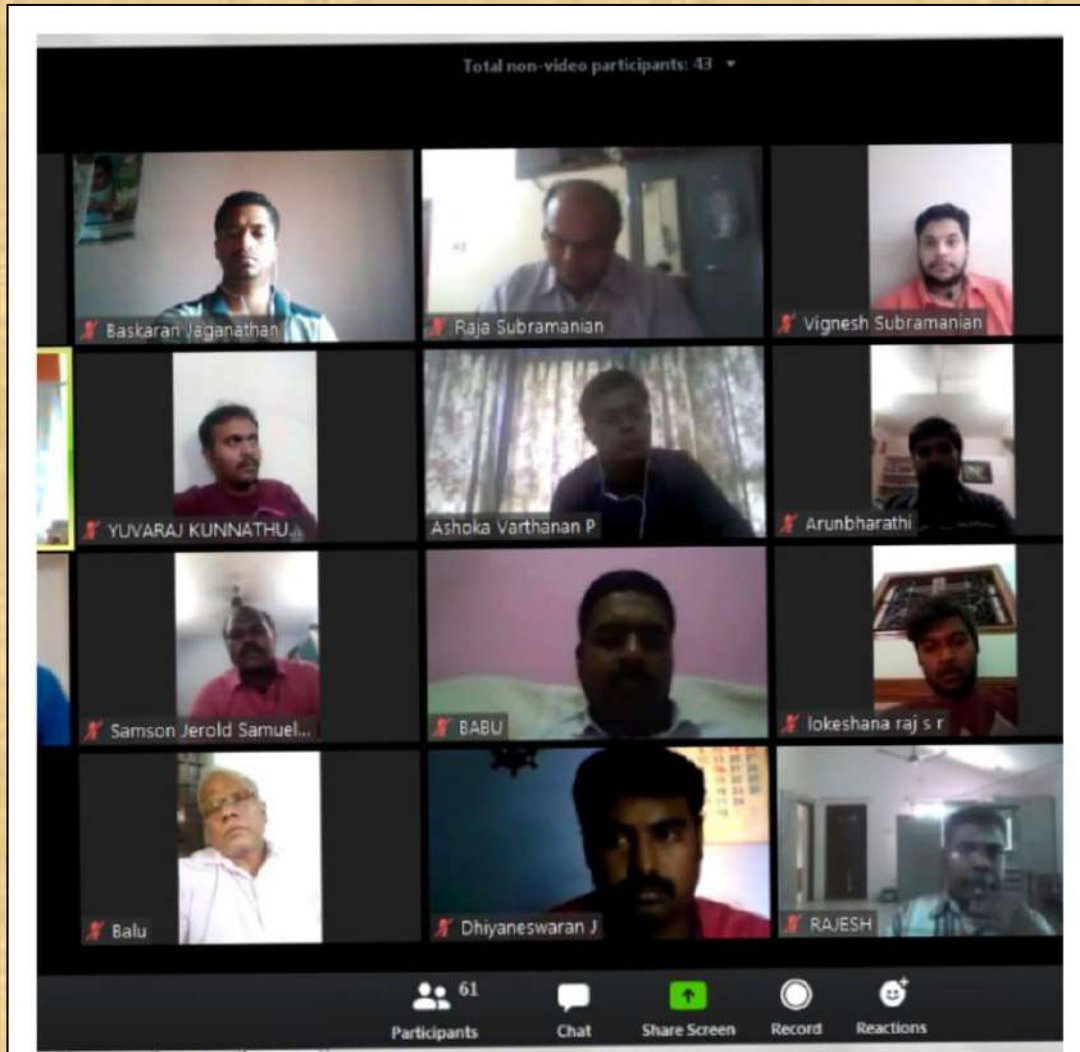 Total non-video participants: 43
Baskaran Jaganathan
Raja Subramanian
Vignesh Subramanian
YUVARAJ KUNNATHU...
Ashoka Varthanan P
Arunbharathi
Samson Jerold Samuel...
BABU
lokeshana raj s r
Balu
Dhiyaneswaran J
RAJESH
61
Participants
Chat
Share Screen
Record
Reactions